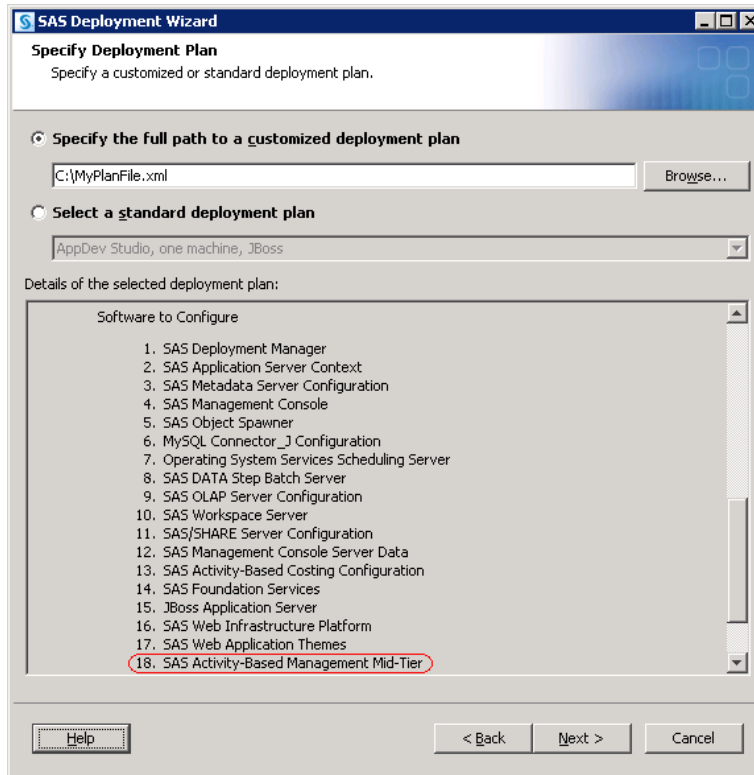 SAS Deployment Wizard
Specify Deployment Plan
Specify a customized or standard deployment plan.
Specify the full path to a customized deployment plan
C:\MyPlanFile.xml
Browse...
Select a standard deployment plan
AppDev Studio, one machine, JBoss
Details of the selected deployment plan:
Software to Configure
1. SAS Deployment Manager
2. SAS Application Server Context
3. SAS Metadata Server Configuration
4. SAS Management Console
5. SAS Object Spawner
6. MySQL Connector_J Configuration
7. Operating System Services Scheduling Server
8. SAS DATA Step Batch Server
9. SAS OLAP Server Configuration
10. SAS Workspace Server
11. SAS/SHARE Server Configuration
12. SAS Management Console Server Data
13. SAS Activity-Based Costing Configuration
14. SAS Foundation Services
15. JBoss Application Server
16. SAS Web Infrastructure Platform
17. SAS Web Application Themes
18. SAS Activity-Based Management Mid-Tier
Help
< Back
Next >
Cancel